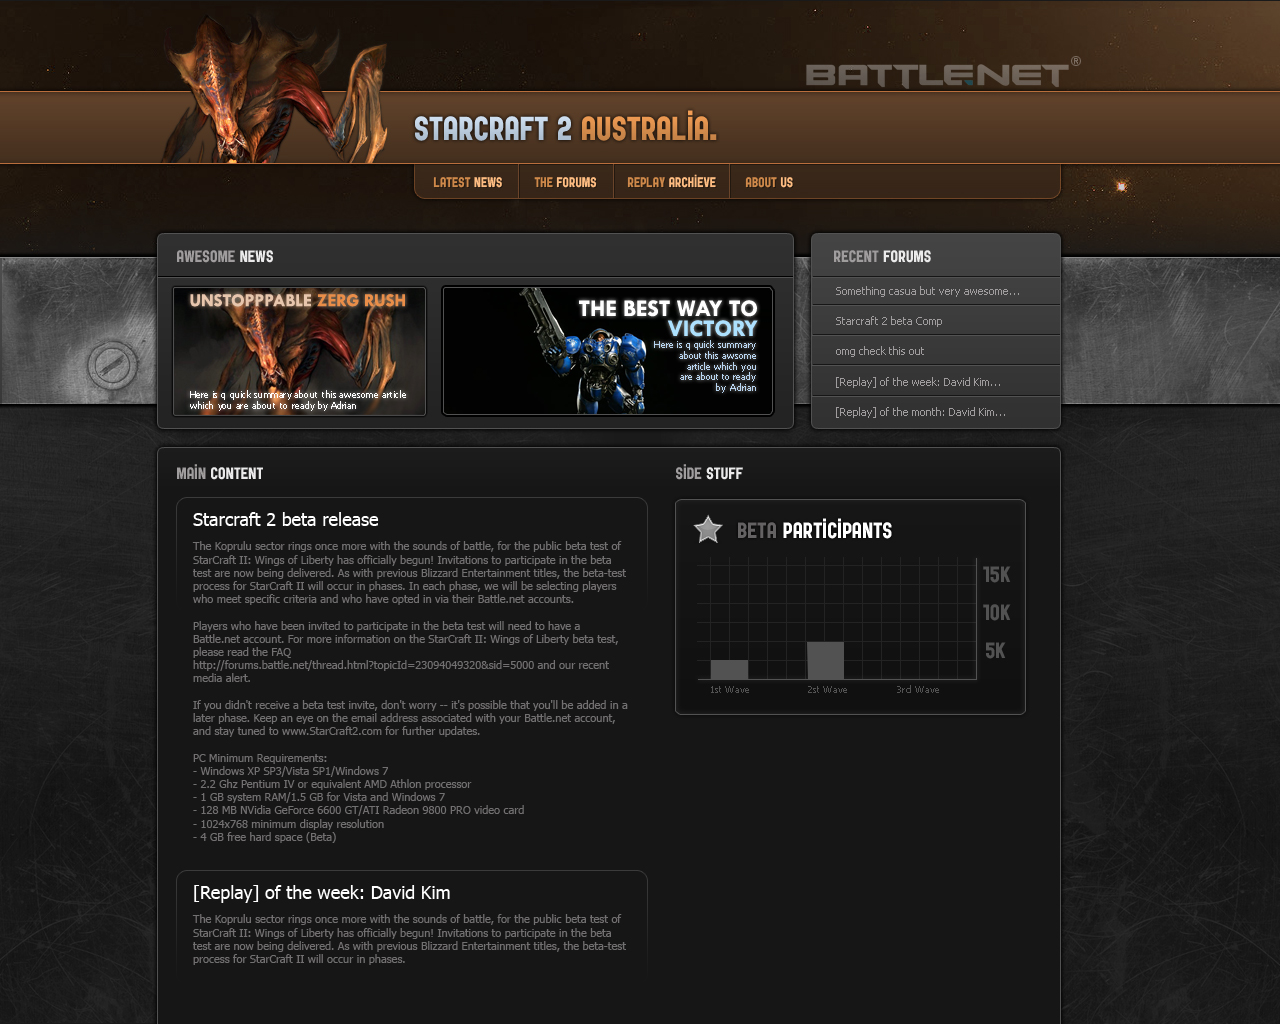 BATTLE.NET®
STARCRAFT 2 AUSTRALİA.
LATEST NEWS
THE FORUMS
REPLAY ARCHİEVE
ABOUT US
AWESOME NEWS
UNSTOPPPABLE ZERG RUSH
Here is q quick summary about this awesome article
which you are about to ready by Adrian
THE BEST WAY TO
VICTORY
Here is q quick summary
about this awsome
article which you
are about to ready
by Adrian
RECENT FORUMS
Something casua but very awesome...
Starcraft 2 beta Comp
omg check this out
[Replay] of the week: David Kim...
[Replay] of the month: David Kim...
MAİN CONTENT
Starcraft 2 beta release
The Koprulu sector rings once more with the sounds of battle, for the public beta test of
StarCraft II: Wings of Liberty has officially begun! Invitations to participate in the beta
test are now being delivered. As with previous Blizzard Entertainment titles, the beta-test
process for StarCraft II will occur in phases. In each phase, we will be selecting players
who meet specific criteria and who have opted in via their Battle.net accounts.
Players who have been invited to participate in the beta test will need to have a
Battle.net account. For more information on the StarCraft II: Wings of Liberty beta test,
please read the FAQ
http://forums.battle.net/thread.html?topicId=23094049320&sid=5000 and our recent
media alert.
If you didn't receive a beta test invite, don't worry -- it's possible that you'll be added in a
later phase. Keep an eye on the email address associated with your Battle.net account,
and stay tuned to www.StarCraft2.com for further updates.
PC Minimum Requirements:
- Windows XP SP3/Vista SP1/Windows 7
- 2.2 Ghz Pentium IV or equivalent AMD Athlon processor
- 1 GB system RAM/1.5 GB for Vista and Windows 7
- 128 MB NVidia GeForce 6600 GT/ATI Radeon 9800 PRO video card
- 1024x768 minimum display resolution
- 4 GB free hard space (Beta)
[Replay] of the week: David Kim
The Koprulu sector rings once more with the sounds of battle, for the public beta test of
StarCraft II: Wings of Liberty has officially begun! Invitations to participate in the beta
test are now being delivered. As with previous Blizzard Entertainment titles, the beta-test
process for StarCraft II will occur in phases.
SİDE STUFF
BETA PARTİCİPANTS
15K
10K
5K
1st Wave
2st Wave
3rd Wave